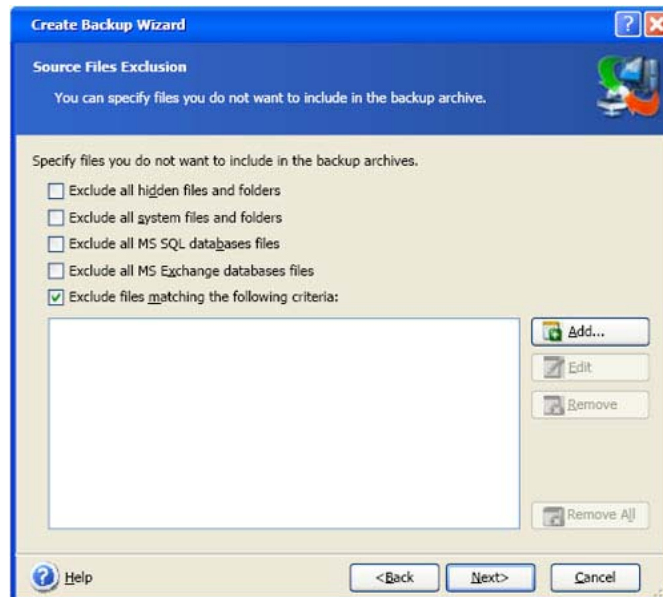 Create Backup Wizard
Source Files Exclusion
You can specify files you do not want to include in the backup archive.
Specify files you do not want to include in the backup archives.
Exclude all hidden files and folders
Exclude all system files and folders
Exclude all MS SQL databases files
Exclude all MS Exchange databases files
Exclude files matching the following criteria:
Add...
Edit
Remove
Remove All
Help
<Back
Next>
Cancel